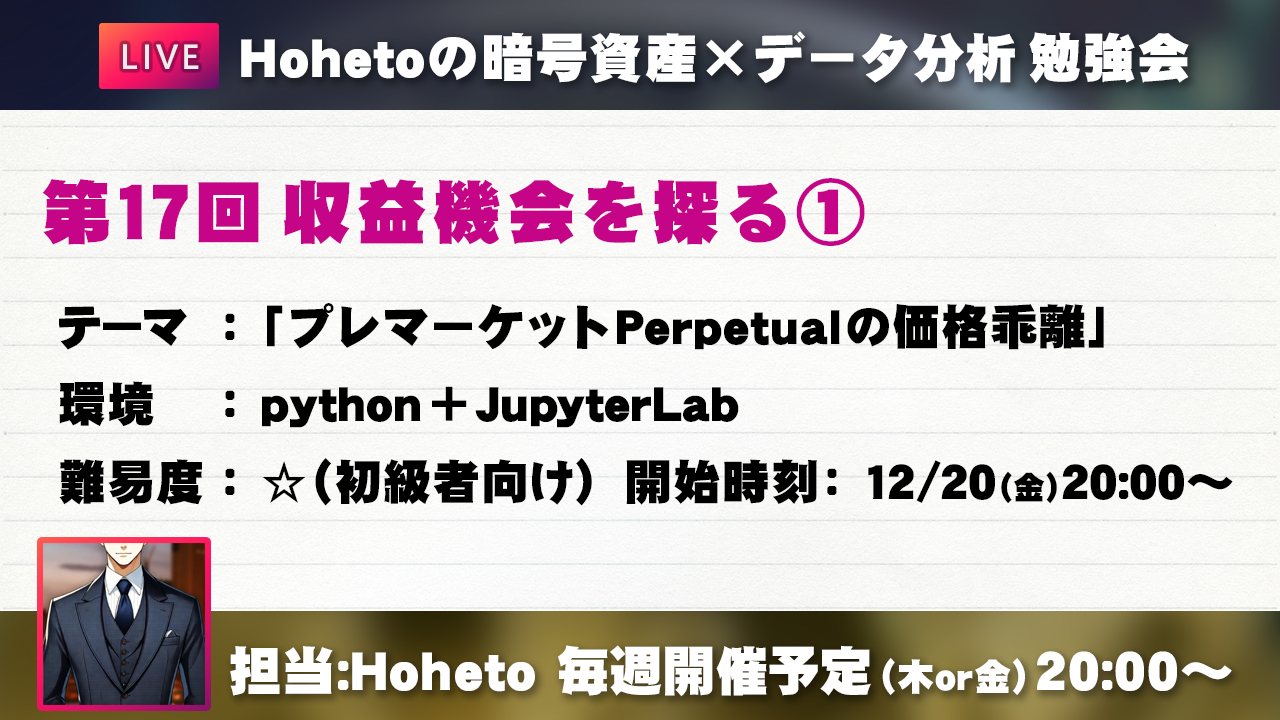 LIVE Hohetoの暗号資産×データ分析 勉強会
第17回 収益機会を探る①
テーマ ：「プレマーケットPerpetualの価格乖離」
環境 ： python＋JupyterLab
難易度 ： ☆（初級者向け） 開始時刻： 12/20（金）20:00～
担当:Hoheto 毎週開催予定（木or金）20:00～